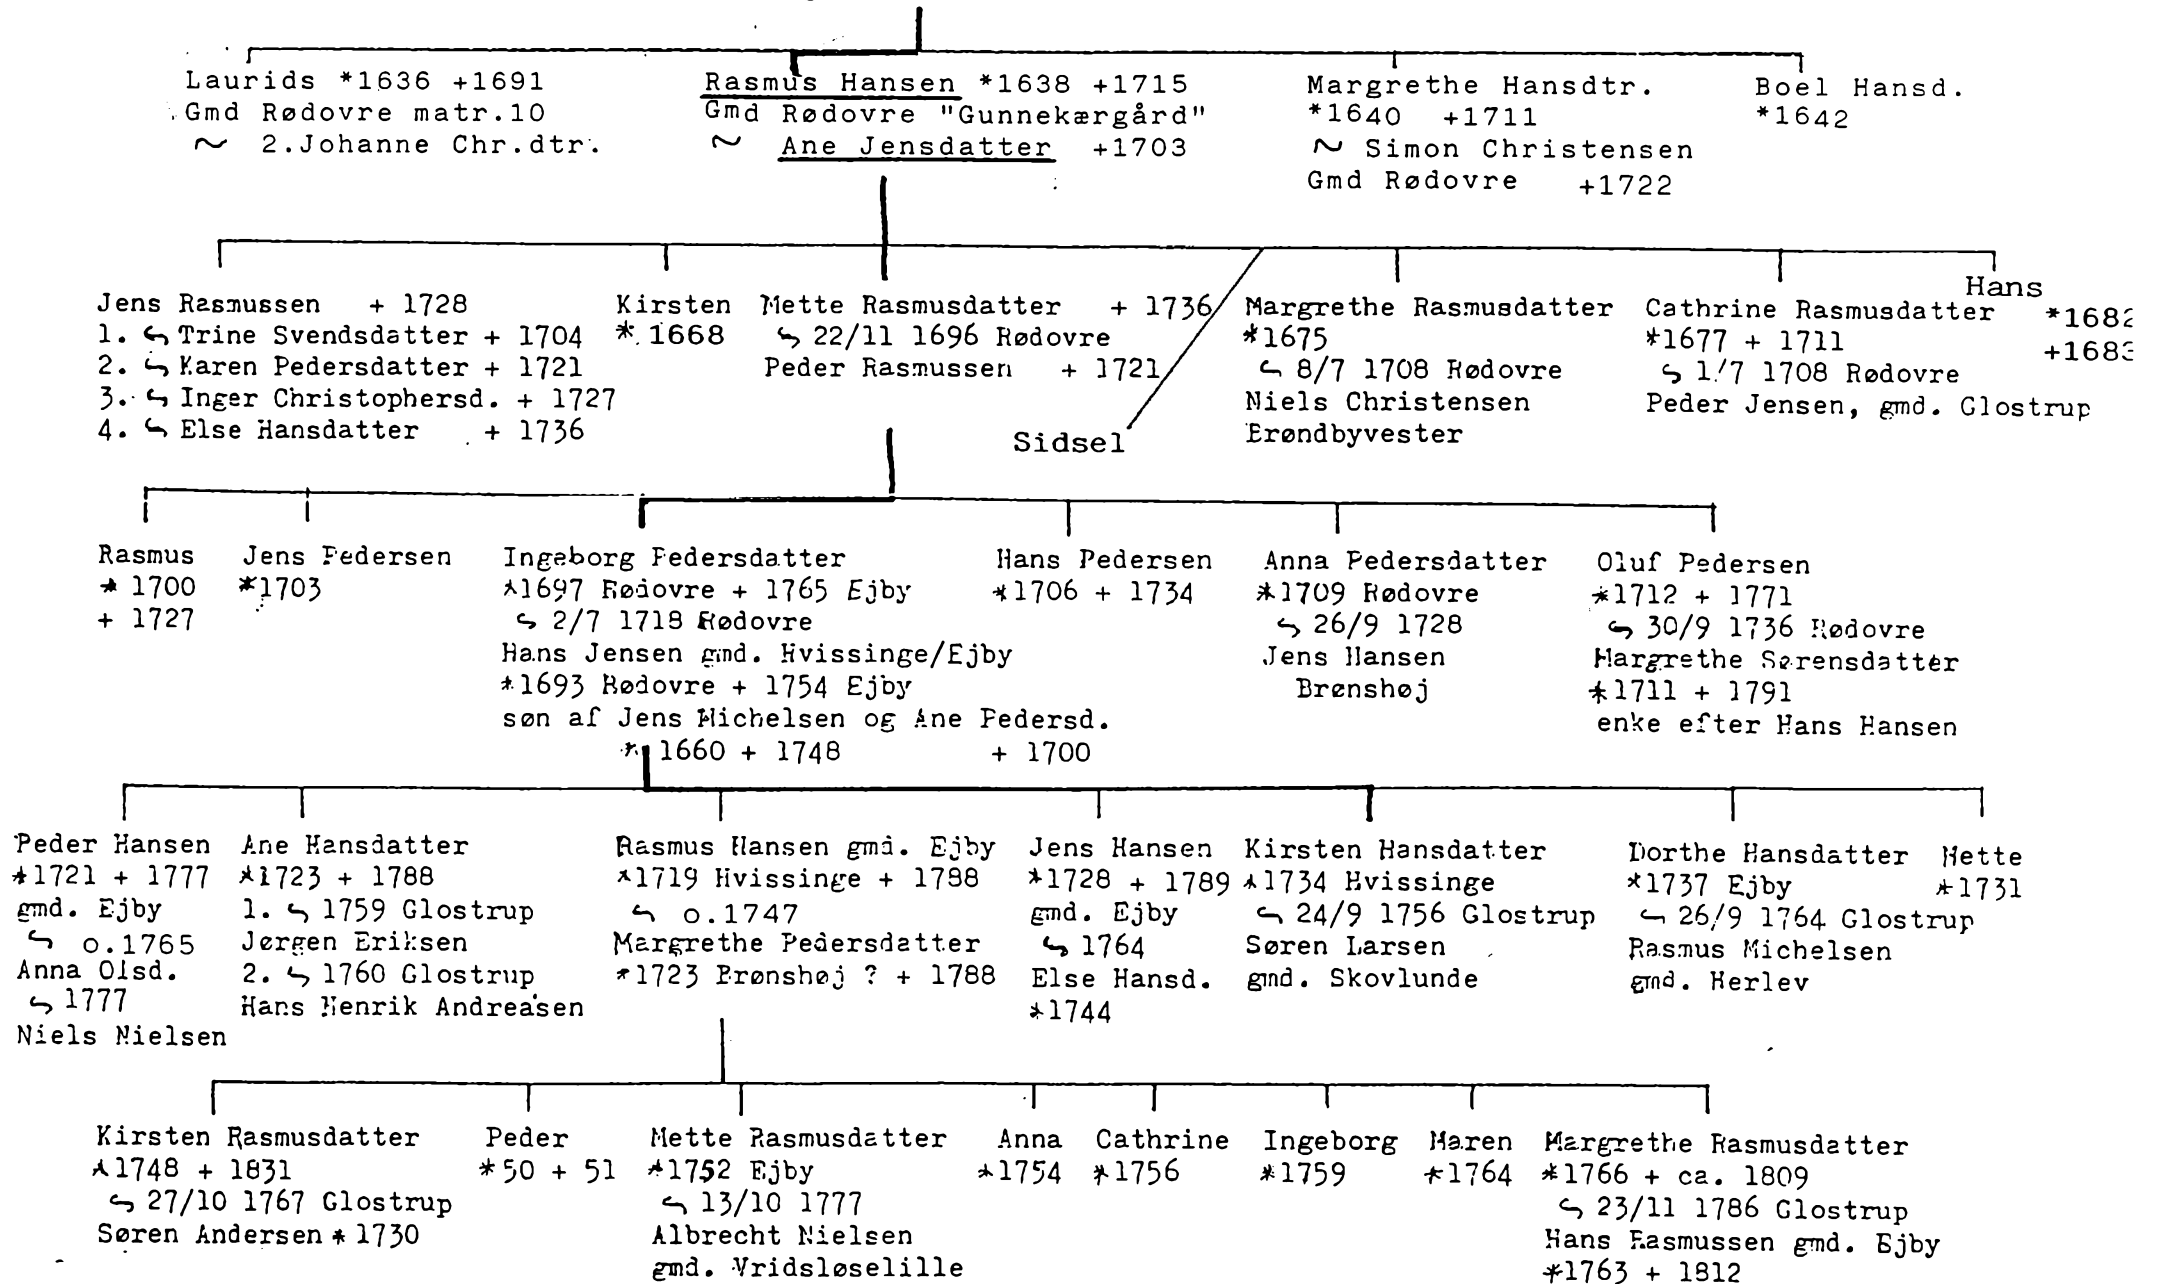 Laurids *1636 +1691
Gmd Rødovre matr.10
~ 2.Johanne Chr.dtr.
Rasmus Hansen *1638 +1715
Gmd Rødovre "Gunnekærgård"
~ Ane Jensdatter +1703
Margrethe Hansdtr.
*1640 +1711
~ Simon Christensen
Gmd Rødovre +1722
Boel Hansd.
*1642
Jens Rasmussen + 1728
1. ⚭ Trine Svendsdatter + 1704
2. ⚭ Karen Pedersdatter + 1721
3. ⚭ Inger Christophersd. + 1727
4. ⚭ Else Hansdatter + 1736
Kirsten
* 1668
Mette Rasmusdatter + 1736
⚭ 22/11 1696 Rødovre
Peder Rasmussen + 1721
Sidsel
Margrethe Rasmusdatter
*1675
⚭ 8/7 1708 Rødovre
Niels Christensen
Brøndbyvester
Cathrine Rasmusdatter
*1677 + 1711
⚭ 1/7 1708 Rødovre
Peder Jensen, gmd. Glostrup
Hans
*1682
+1683
Rasmus
* 1700
+ 1727
Jens Pedersen
*1703
Ingeborg Pedersdatter
*1697 Rødovre + 1765 Ejby
⚭ 2/7 1718 Rødovre
Hans Jensen gmd. Hvissinge/Ejby
*1693 Rødovre + 1754 Ejby
søn af Jens Michelsen og Ane Pedersd.
* 1660 + 1748 + 1700
Hans Pedersen
*1706 + 1734
Anna Pedersdatter
*1709 Rødovre
⚭ 26/9 1728
Jens Hansen
Brønshøj
Oluf Pedersen
*1712 + 1771
⚭ 30/9 1736 Rødovre
Margrethe Sørensdatter
*1711 + 1791
enke efter Hans Hansen
Peder Hansen
*1721 + 1777
gmd. Ejby
⚭ o.1765
Anna Olsd.
⚭ 1777
Niels Nielsen
Ane Hansdatter
*1723 + 1788
1. ⚭ 1759 Glostrup
Jørgen Eriksen
2. ⚭ 1760 Glostrup
Hans Henrik Andreasen
Rasmus Hansen gmd. Ejby
*1719 Hvissinge + 1788
⚭ o.1747
Margrethe Pedersdatter
*1723 Brønshøj ? + 1788
Jens Hansen
*1728 + 1789
gmd. Ejby
⚭ 1764
Else Hansd.
*1744
Kirsten Hansdatter
*1734 Hvissinge
⚭ 24/9 1756 Glostrup
Søren Larsen
gmd. Skovlunde
Dorthe Hansdatter
*1737 Ejby
⚭ 26/9 1764 Glostrup
Rasmus Michelsen
gmd. Herlev
Mette
*1731
Kirsten Rasmusdatter
*1748 + 1831
⚭ 27/10 1767 Glostrup
Søren Andersen * 1730
Peder
*50 + 51
Mette Rasmusdatter
*1752 Ejby
⚭ 13/10 1777
Albrecht Nielsen
gmd. Vridsløselille
Anna
*1754
Cathrine
*1756
Ingeborg
*1759
Maren
*1764
Margrethe Rasmusdatter
*1766 + ca. 1809
⚭ 23/11 1786 Glostrup
Hans Rasmussen gmd. Ejby
*1763 + 1812